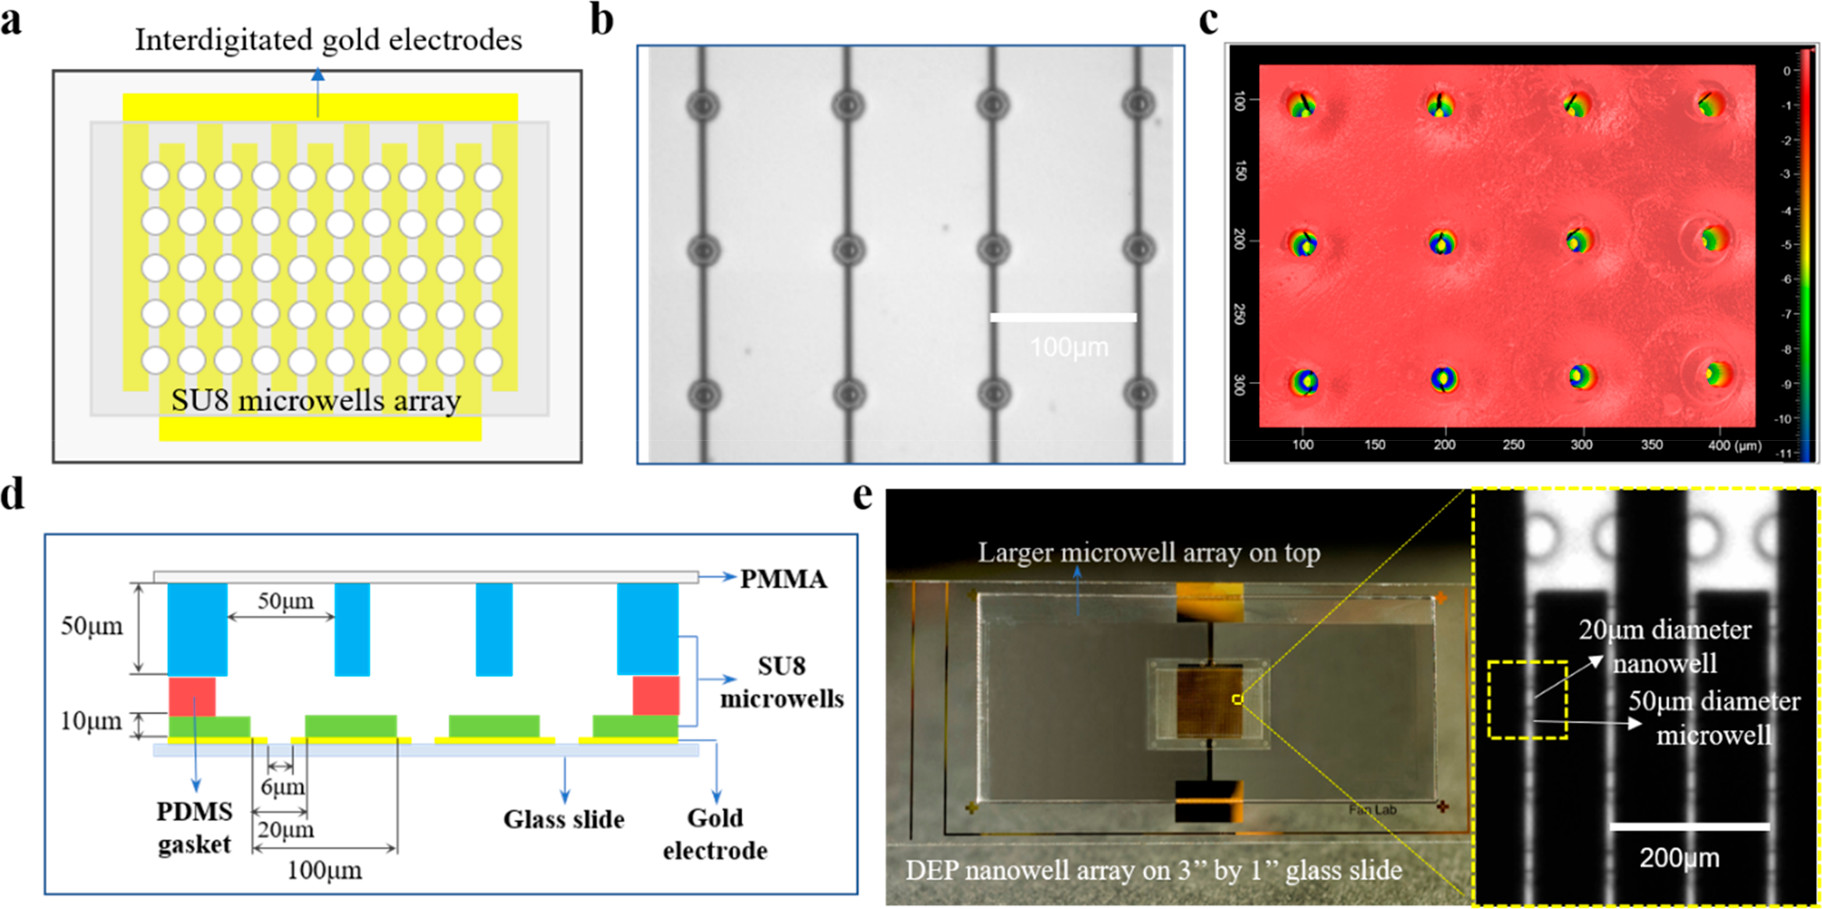 a
Interdigitated gold electrodes
SU8 microwells array
b
100μm
c
0
-1
-2
-3
-4
-5
-6
-7
-8
-9
-10
-11
100
150
200
250
300
100 150 200 250 300 350 400 (μm)
d
PMMA
50μm
50μm
SU8
microwells
10μm
6μm
20μm
100μm
PDMS
gasket
Glass slide
Gold
electrode
e
Larger microwell array on top
Fan Lab
DEP nanowell array on 3’’ by 1’’ glass slide
20μm diameter
nanowell
50μm diameter
microwell
200μm